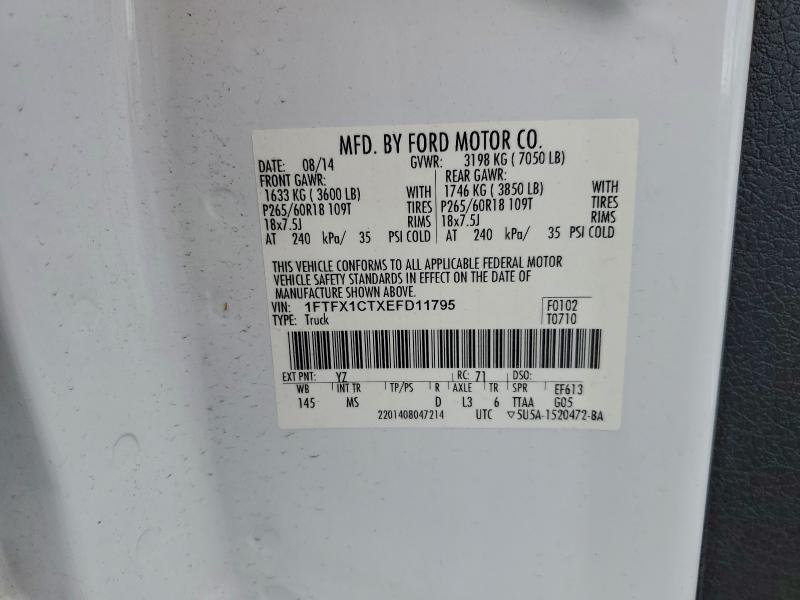 MFD. BY FORD MOTOR CO.
DATE: 08/14 GVWR: 3198 KG ( 7050 LB)
FRONT GAWR: REAR GAWR:
1633 KG ( 3600 LB) WITH 1746 KG ( 3850 LB) WITH
P265/60R18 109T TIRES P265/60R18 109T TIRES
18x7.5J RIMS 18x7.5J RIMS
AT 240 kPa/ 35 PSI COLD AT 240 kPa/ 35 PSI COLD
THIS VEHICLE CONFORMS TO ALL APPLICABLE FEDERAL MOTOR
VEHICLE SAFETY STANDARDS IN EFFECT ON THE DATE OF
MANUFACTURE SHOWN ABOVE.
VIN: 1FTFX1CTXEFD11795 F0102
TYPE: Truck T0710
EXT PNT: YZ RC: 71 DSO:
WB INT TR TP/PS R AXLE TR SPR EF613
145 MS D L3 6 TTAA G05
2201408047214 UTC ▽5U5A-1520472-BA